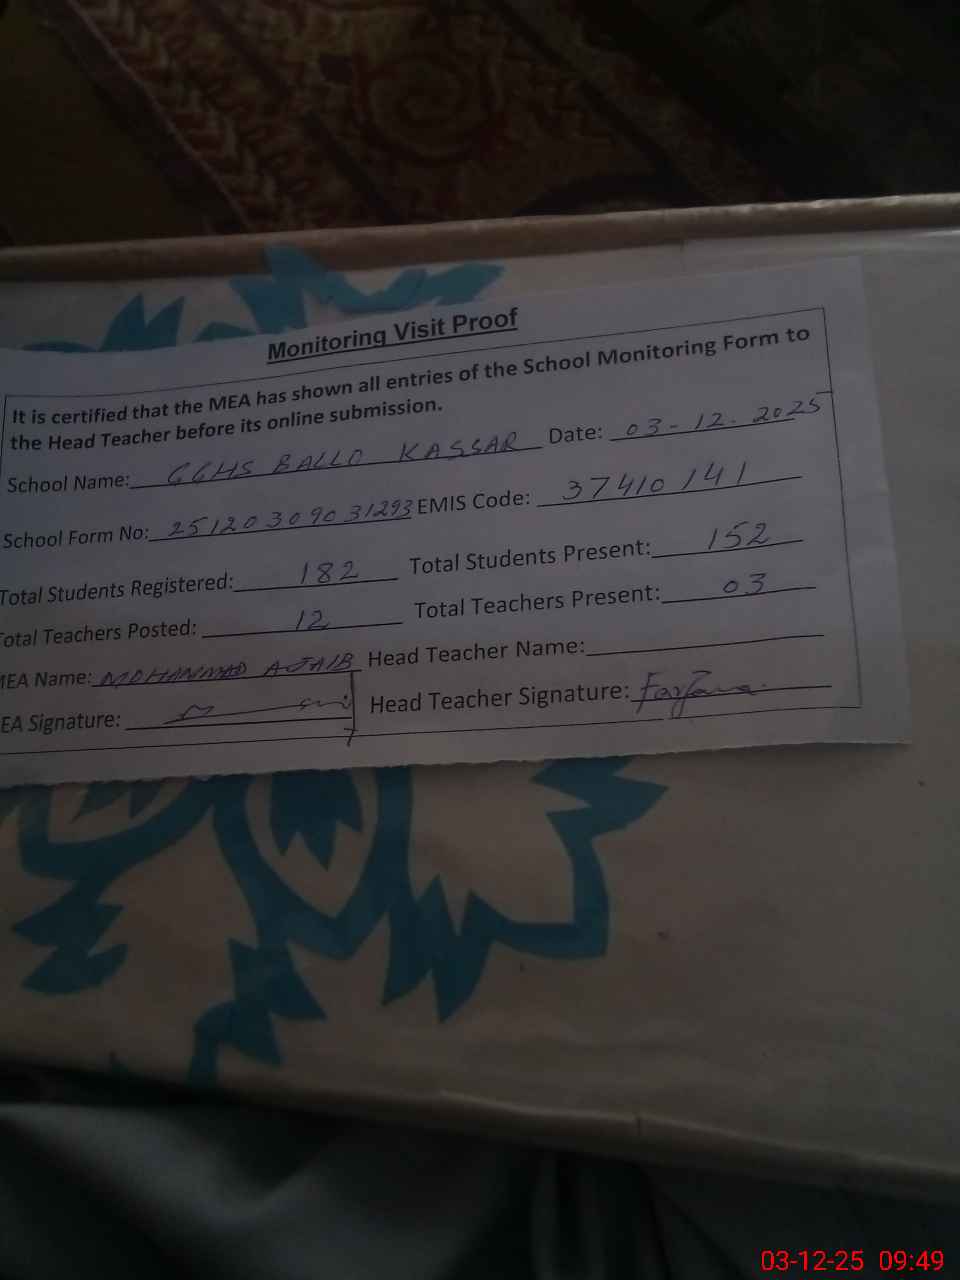 Monitoring Visit Proof
It is certified that the MEA has shown all entries of the School Monitoring Form to
the Head Teacher before its online submission.
School Name: GGHS BALLO KASSAR Date: 03-12-2025
School Form No: 25120309031293 EMIS Code: 37410141
Total Students Registered: 182 Total Students Present: 152
Total Teachers Posted: 12 Total Teachers Present: 03
MEA Name: MOHAMMAD AJAIB Head Teacher Name:
EA Signature: Head Teacher Signature: Farzana
03-12-25 09:49